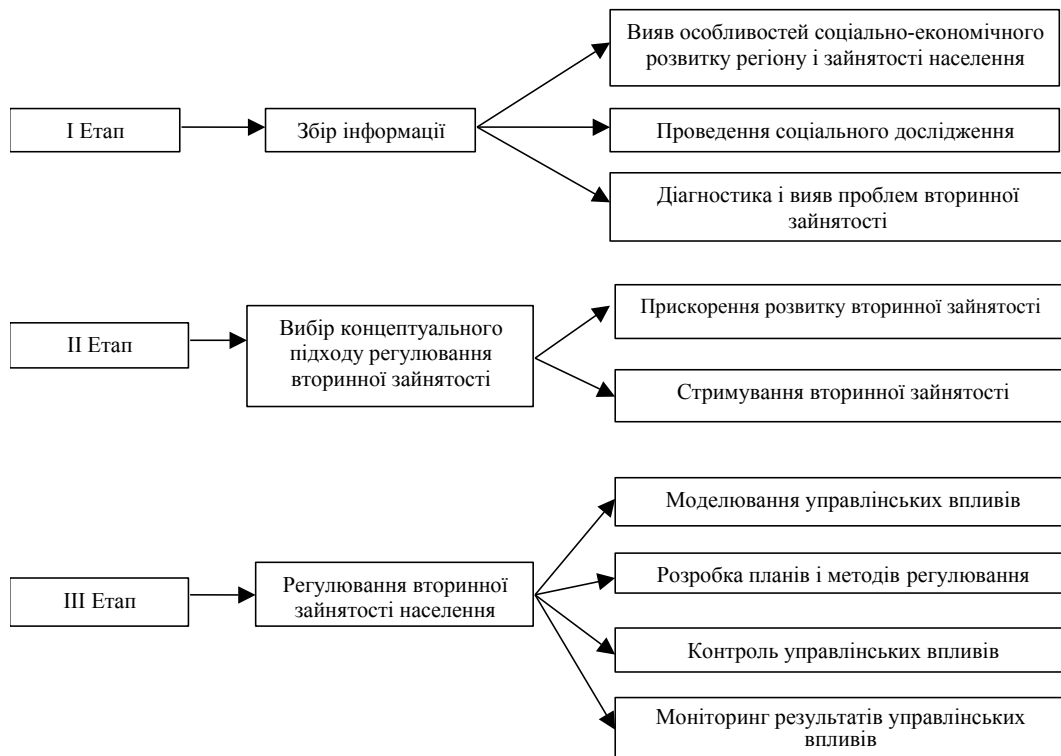 І Етап
Збір інформації
Вияв особливостей соціально-економічного
розвитку регіону і зайнятості населення
Проведення соціального дослідження
Діагностика і вияв проблем вторинної
зайнятості
ІІ Етап
Вибір концептуального
підходу регулювання
вторинної зайнятості
Прискорення розвитку вторинної зайнятості
Стримування вторинної зайнятості
ІІІ Етап
Регулювання вторинної
зайнятості населення
Моделювання управлінських впливів
Розробка планів і методів регулювання
Контроль управлінських впливів
Моніторинг результатів управлінських
впливів